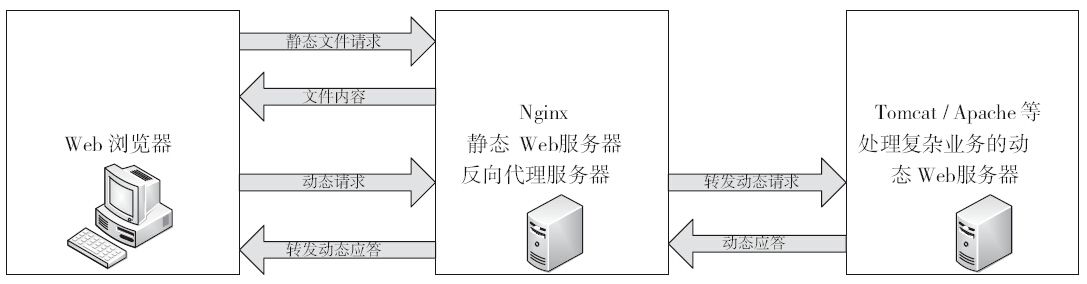 静态文件请求
文件内容
Web 浏览器
动态请求
转发动态应答
Nginx
静态 Web服务器
反向代理服务器
转发动态请求
动态应答
Tomcat / Apache 等
处理复杂业务的动
态 Web服务器